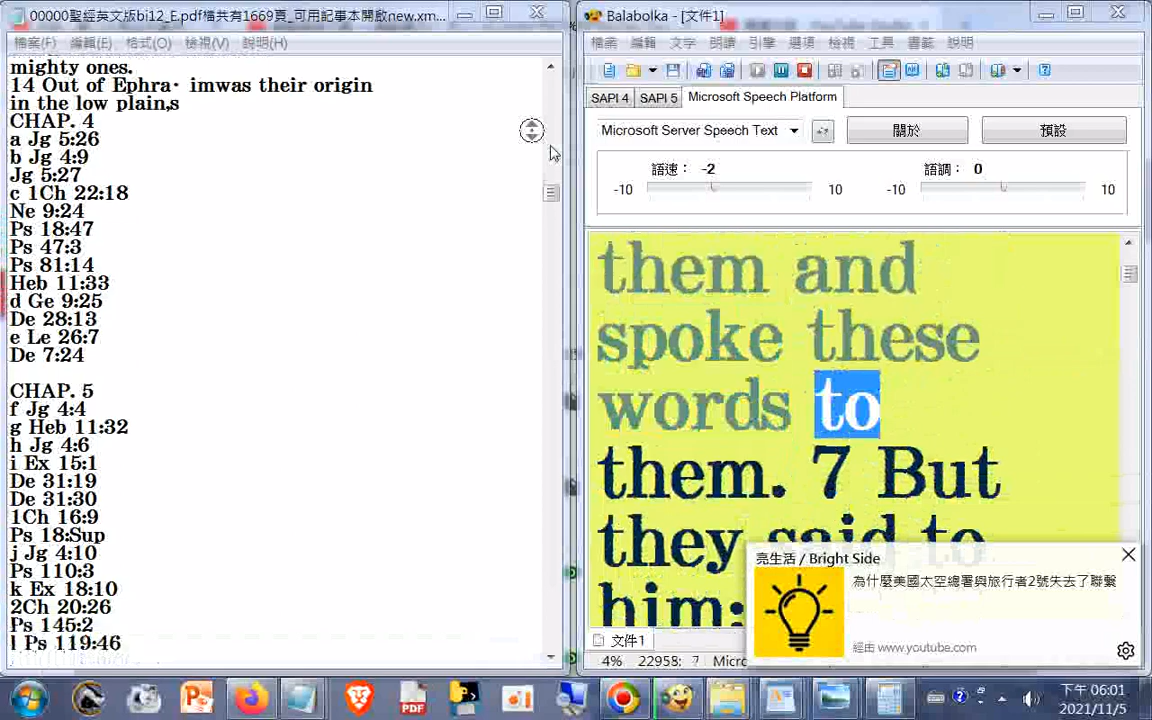 00000聖經英文版bi12_E.pdf檔共有1669頁_可用記事本開啟new.xm...
檔案(F) 編輯(E) 格式(O) 檢視(V) 說明(H)
mighty ones.
14 Out of Ephra· imwas their origin
in the low plain,s
CHAP. 4
a Jg 5:26
b Jg 4:9
Jg 5:27
c 1Ch 22:18
Ne 9:24
Ps 18:47
Ps 47:3
Ps 81:14
Heb 11:33
d Ge 9:25
De 28:13
e Le 26:7
De 7:24
CHAP. 5
f Jg 4:4
g Heb 11:32
h Jg 4:6
i Ex 15:1
De 31:19
De 31:30
1Ch 16:9
Ps 18:Sup
j Jg 4:10
Ps 110:3
k Ex 18:10
2Ch 20:26
Ps 145:2
l Ps 119:46
Balabolka - [文件1]
檔案 編輯 文字 朗讀 引擎 選項 檢視 工具 書籤 說明
SAPI 4 SAPI 5 Microsoft Speech Platform
Microsoft Server Speech Text 關於 預設
語速： -2 語調： 0
-10 10 -10 10
them and
spoke these
words to
them. 7 But
they said to
him:
亮生活 / Bright Side
為什麼美國太空總署與旅行者2號失去了聯繫
經由 www.youtube.com
文件1
4% 22958: ? Micro
PDF
下午 06:01
2021/11/5